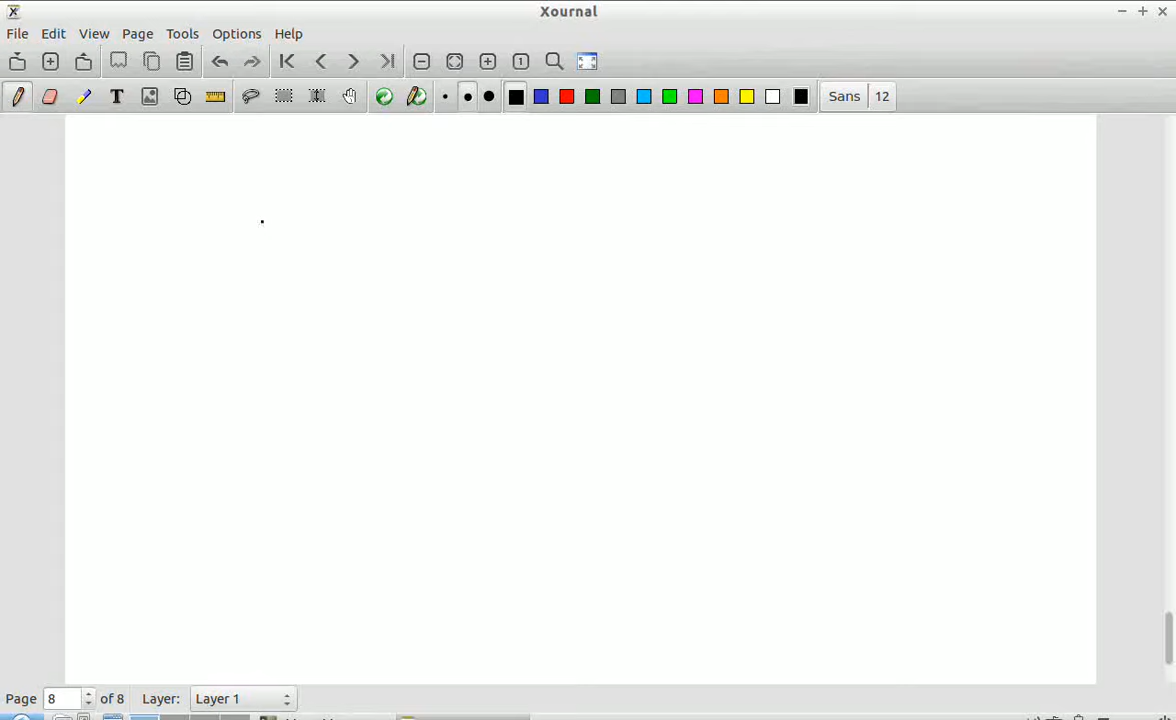 Xournal
File Edit View Page Tools Options Help
T Sans 12
Page 8 of 8 Layer: Layer 1